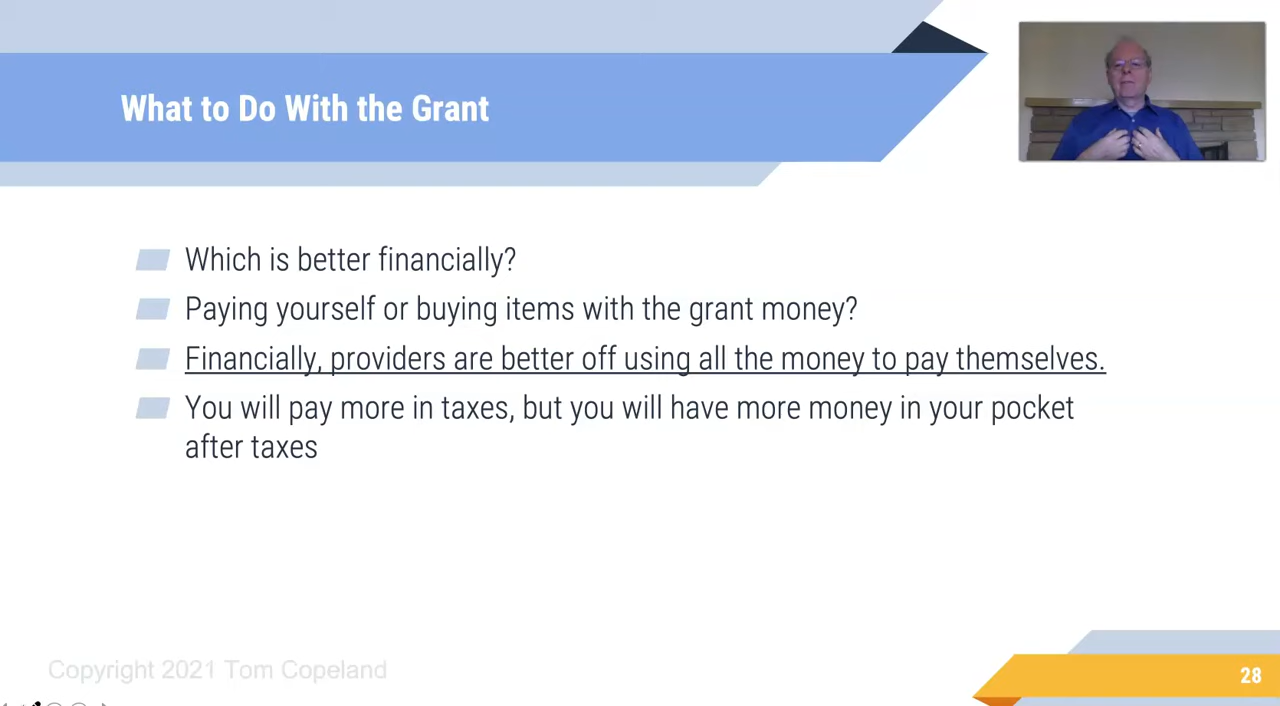 What to Do With the Grant
Which is better financially?
Paying yourself or buying items with the grant money?
Financially, providers are better off using all the money to pay themselves.
You will pay more in taxes, but you will have more money in your pocket
after taxes
Copyright 2021 Tom Copeland
28